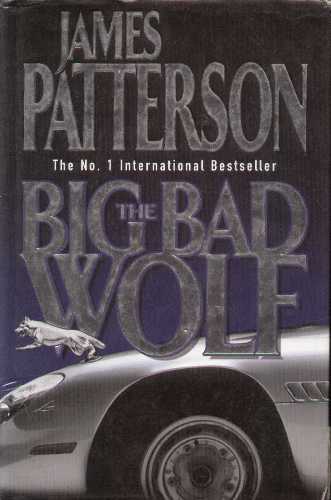 JAMES
PATTERSON
The No. 1 International Bestseller
THE
BIG BAD
WOLF